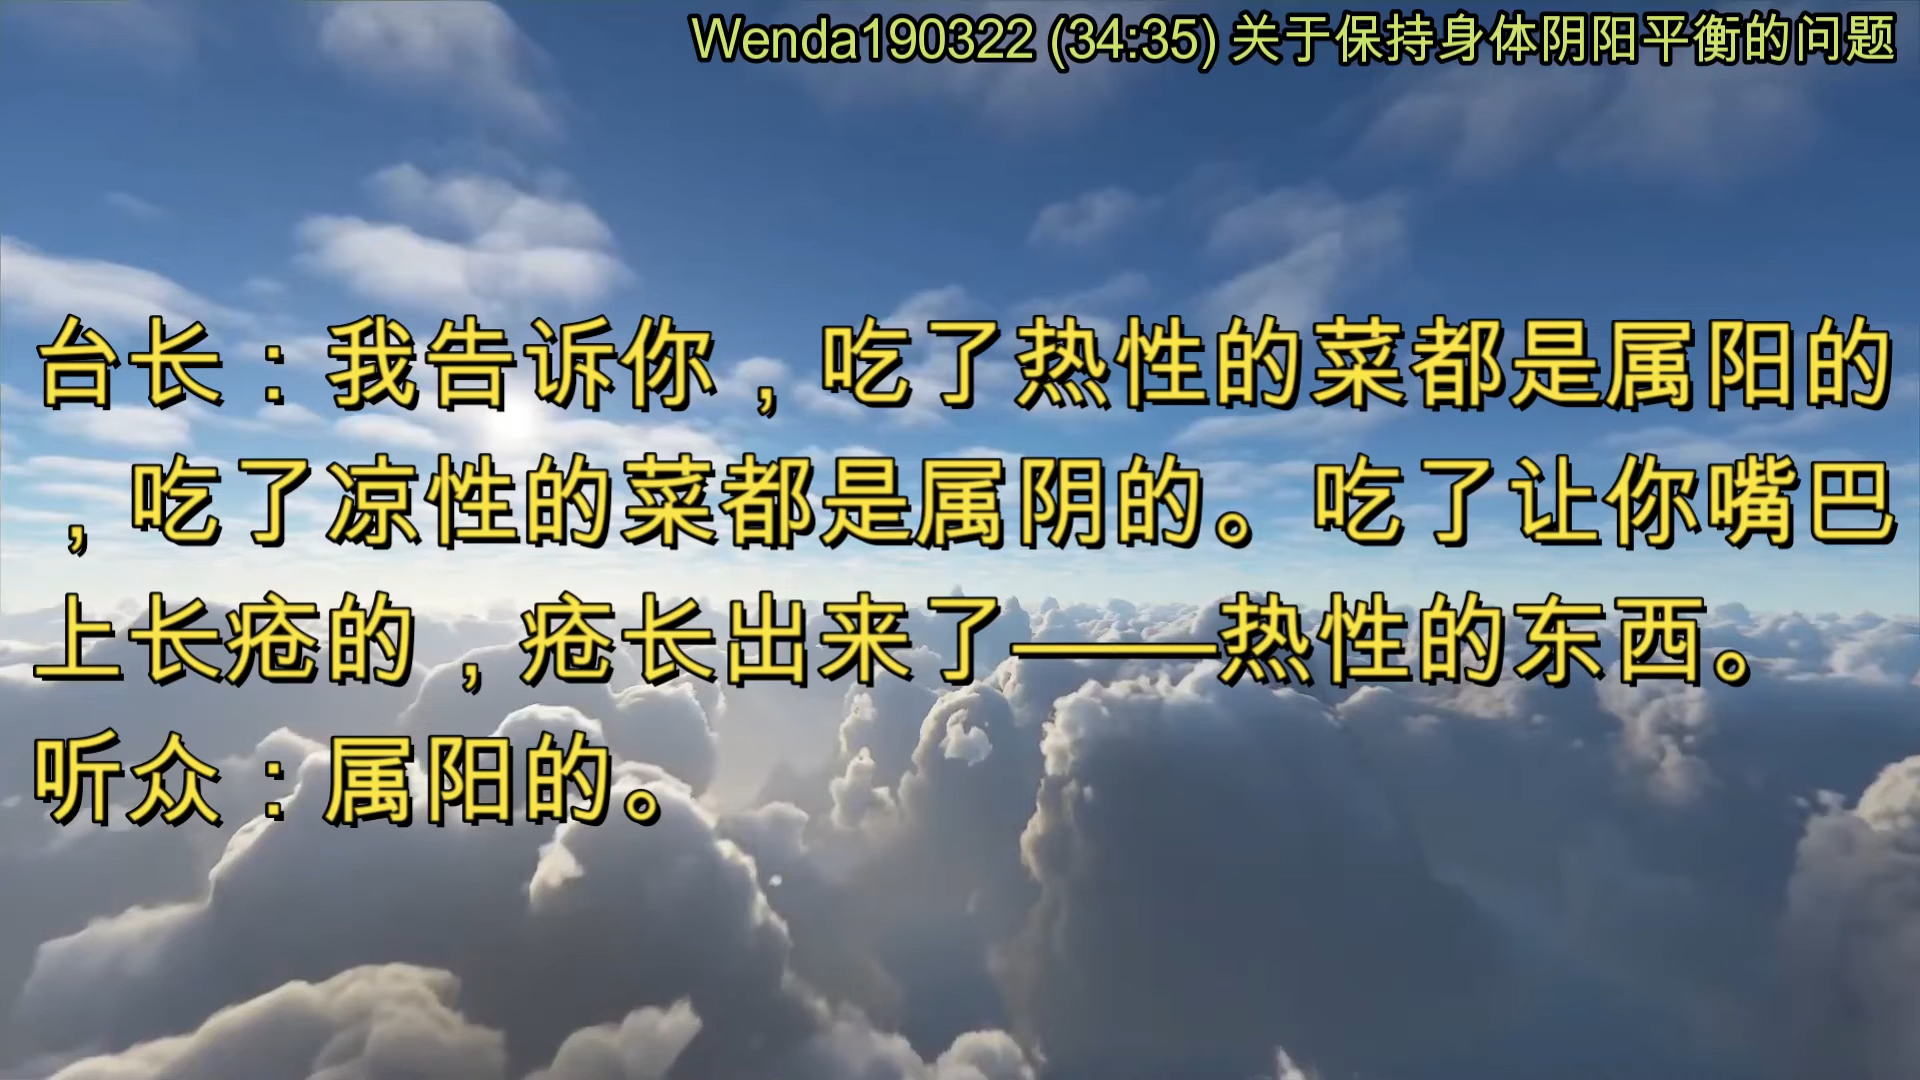 Wenda190322 (34:35) 关于保持身体阴阳平衡的问题
台长：我告诉你，吃了热性的菜都是属阳的
，吃了凉性的菜都是属阴的。吃了让你嘴巴
上长疮的，疮长出来了——热性的东西。
听众：属阳的。